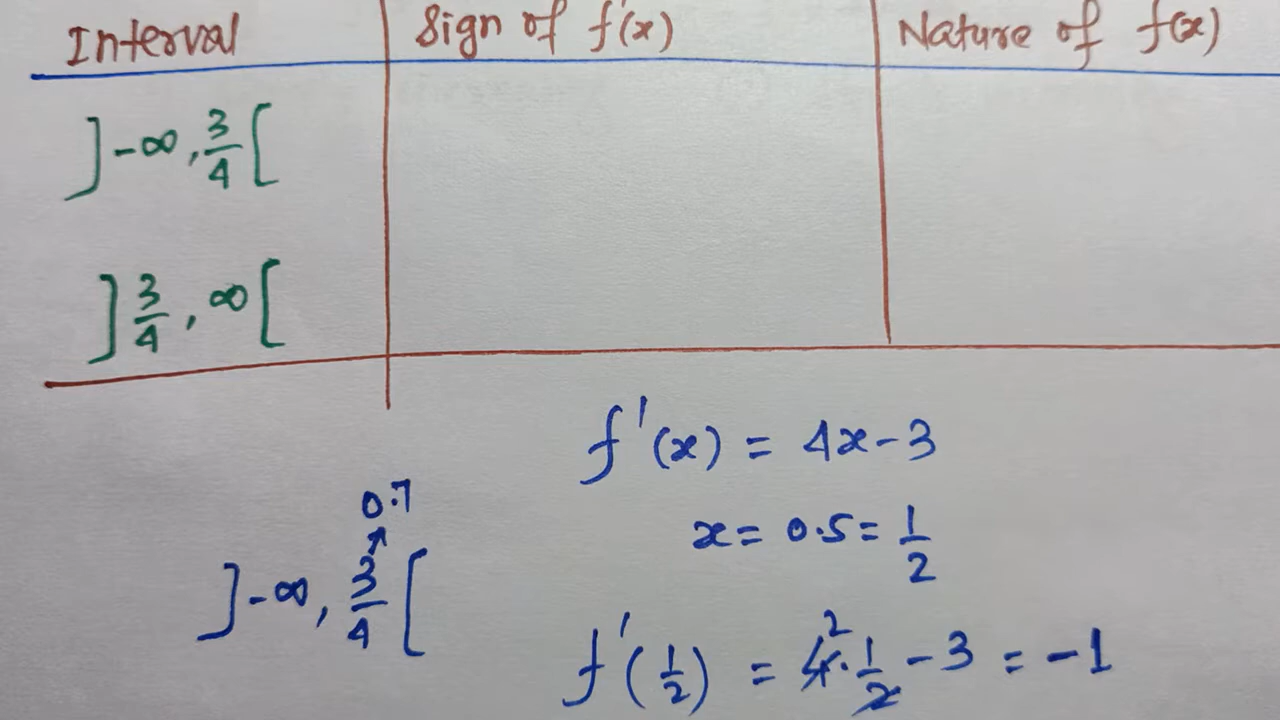 Interval Sign of f'(x) Nature of f(x)
]-∞, 3/4[
]3/4, ∞[
f'(x) = 4x-3
0.7
x = 0.5 = 1/2
]-∞, 3/4[
2
f'(1/2) = 4·1/2 - 3 = -1